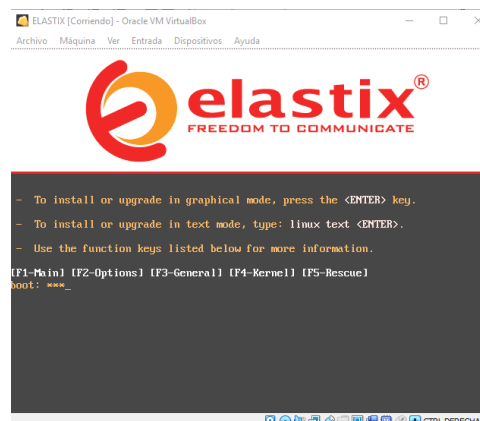 ELASTIX [Corriendo] - Oracle VM VirtualBox
Archivo Máquina Ver Entrada Dispositivos Ayuda
elastix®
FREEDOM TO COMMUNICATE
- To install or upgrade in graphical mode, press the <ENTER> key.
- To install or upgrade in text mode, type: linux text <ENTER>.
- Use the function keys listed below for more information.
[F1-Main] [F2-Options] [F3-General] [F4-Kernel] [F5-Rescue]
boot: ***_
CTRL DERECHA